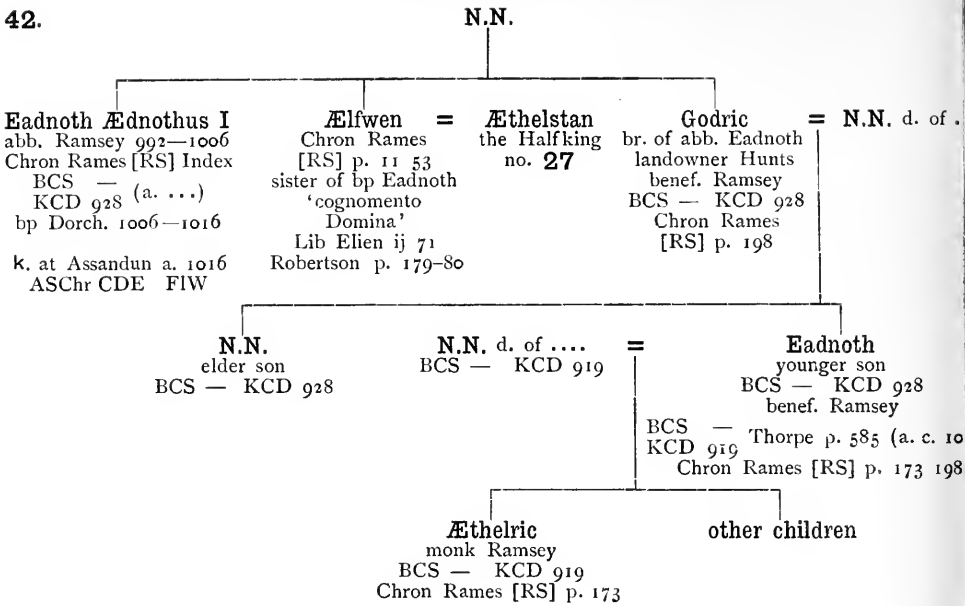 42.
N.N.
Eadnoth Ædnothus I
abb. Ramsey 992—1006
Chron Rames [RS] Index
BCS —
KCD 928 (a. ....)
bp Dorch. 1006—1016
k. at Assandun a. 1016
ASChr CDE FlW
Ælfwen =
Chron Rames
[RS] p. 11 53
sister of bp Eadnoth
‘cognomento
Domina’
Lib Elien ij 71
Robertson p. 179-80
Æthelstan
the Halfking
no. 27
Godric = N.N. d. of .
br. of abb. Eadnoth
landowner Hunts
benef. Ramsey
BCS — KCD 928
Chron Rames
[RS] p. 198
N.N.
elder son
BCS — KCD 928
N.N. d. of .... =
BCS — KCD 919
Eadnoth
younger son
BCS — KCD 928
benef. Ramsey
BCS —
KCD 919 Thorpe p. 585 (a. c. 10
Chron Rames [RS] p. 173 198
Æthelric
monk Ramsey
BCS — KCD 919
Chron Rames [RS] p. 173
other children